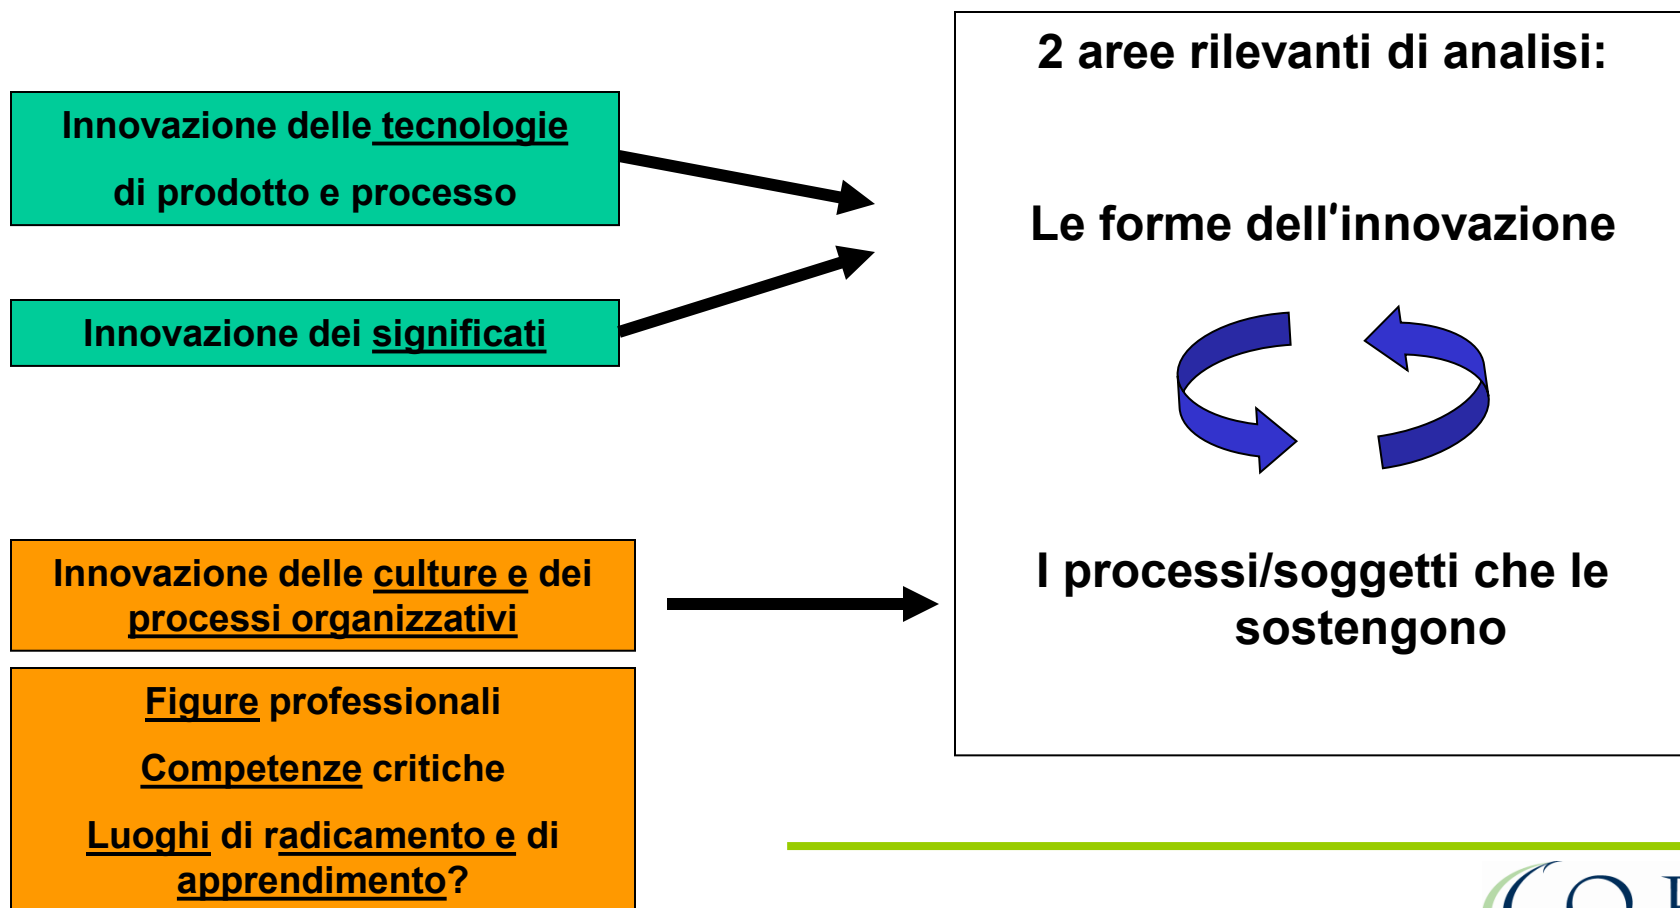 Innovazione delle tecnologie
di prodotto e processo
Innovazione dei significati
Innovazione delle culture e dei
processi organizzativi
Figure professionali
Competenze critiche
Luoghi di radicamento e di
apprendimento?
2 aree rilevanti di analisi:
Le forme dell'innovazione
I processi/soggetti che le
sostengono